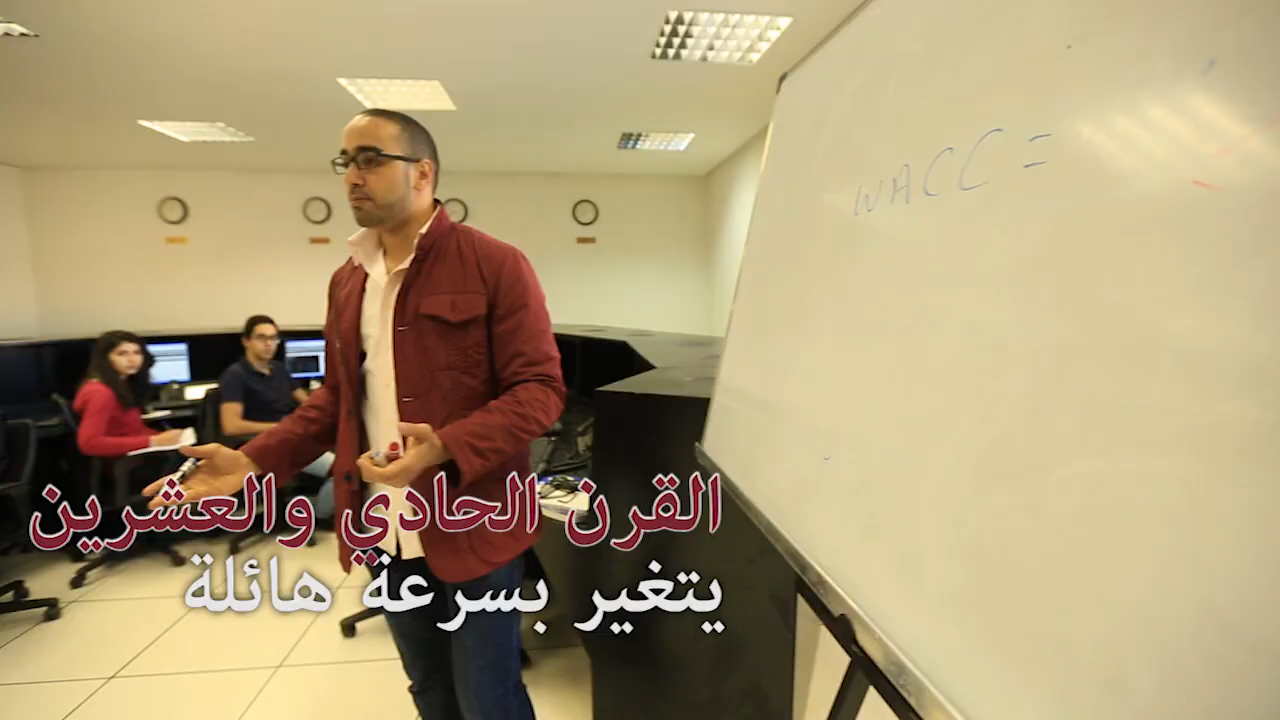 WACC =
القرن الحادي والعشرين
يتغير بسرعة هائلة